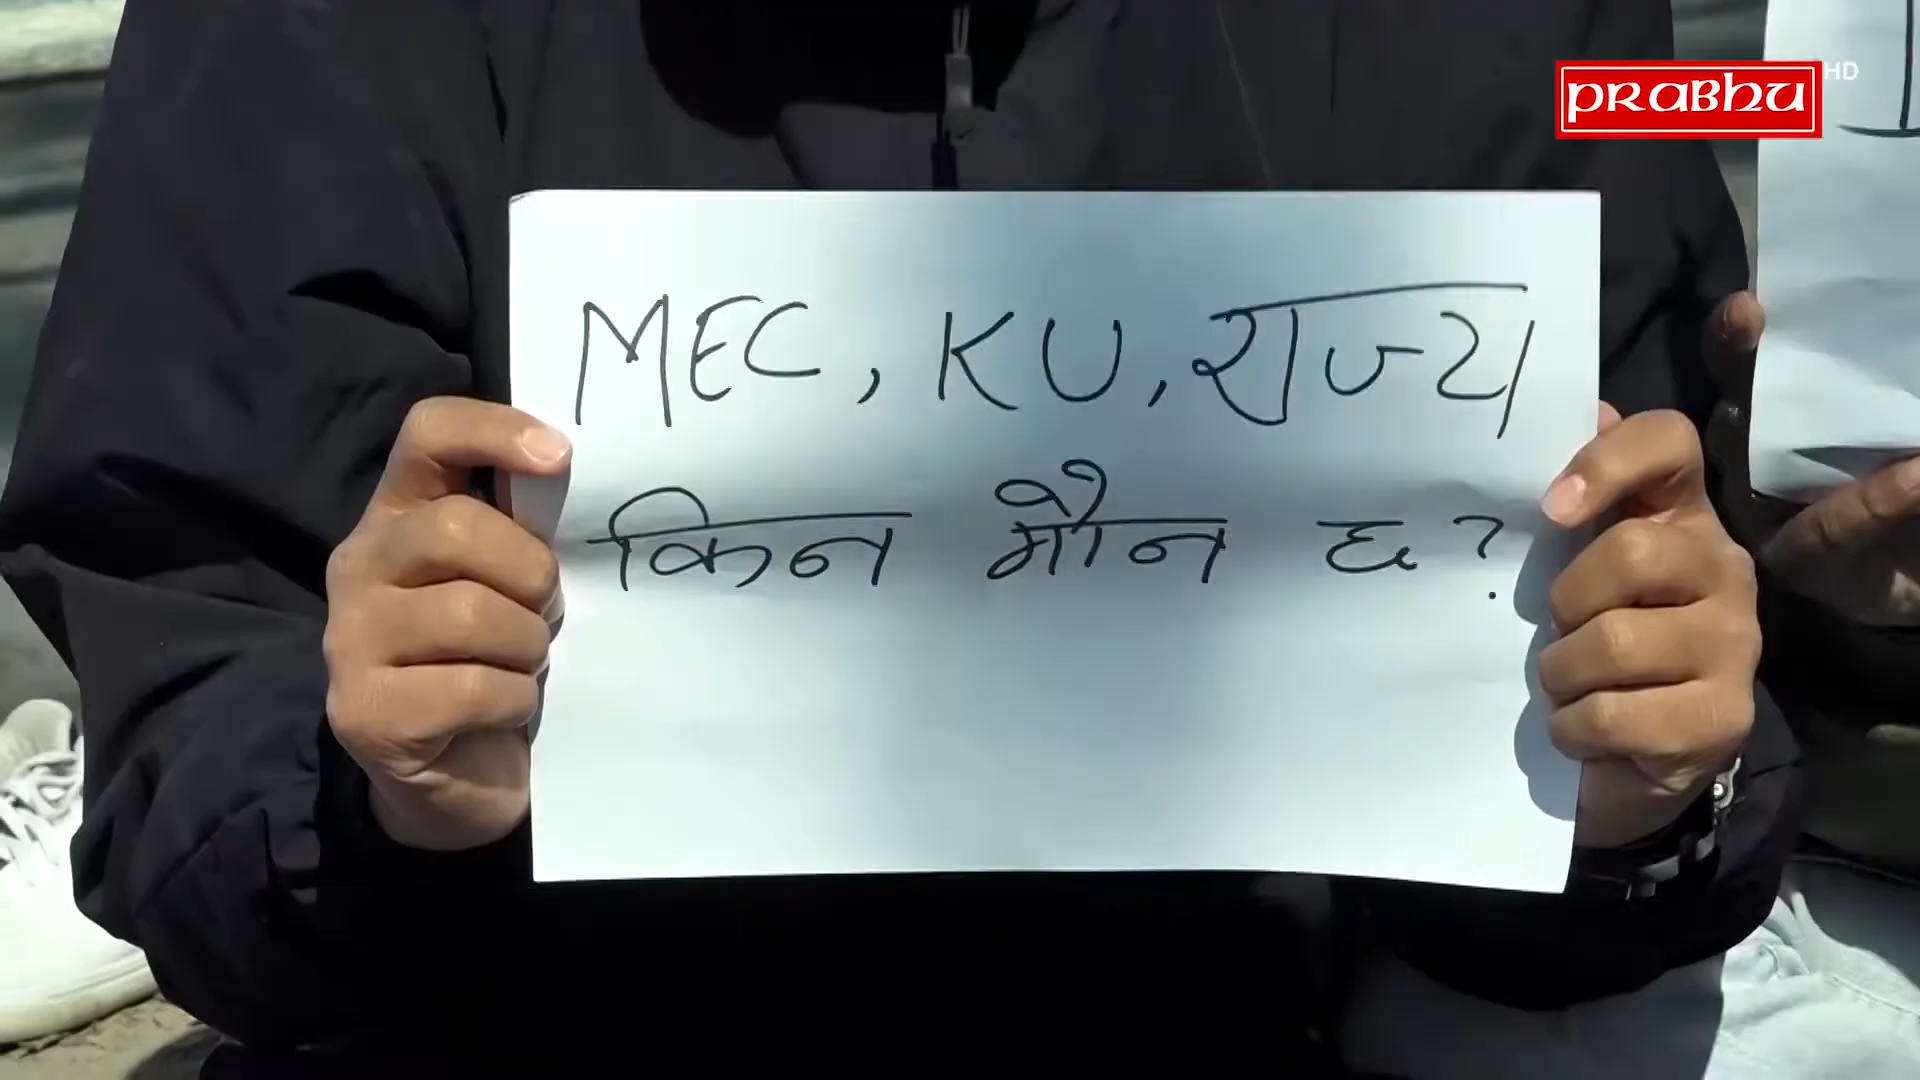 PRABHU
HD
MEC, KU, राज्य
किन मौन छ?